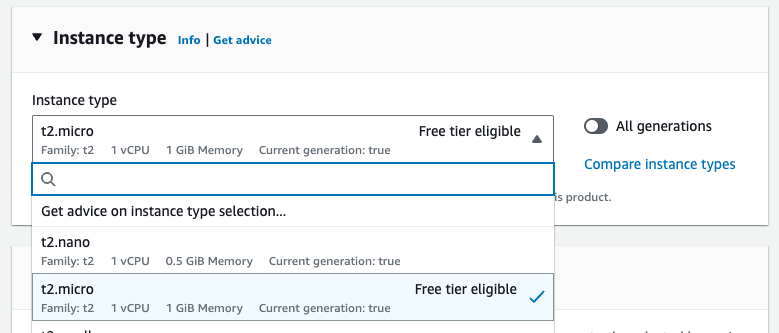 Instance type Info | Get advice
Instance type
t2.micro Free tier eligible
Family: t2 1 vCPU 1 GiB Memory Current generation: true
All generations
Compare instance types
is product.
Get advice on instance type selection...
t2.nano
Family: t2 1 vCPU 0.5 GiB Memory Current generation: true
t2.micro Free tier eligible
Family: t2 1 vCPU 1 GiB Memory Current generation: true